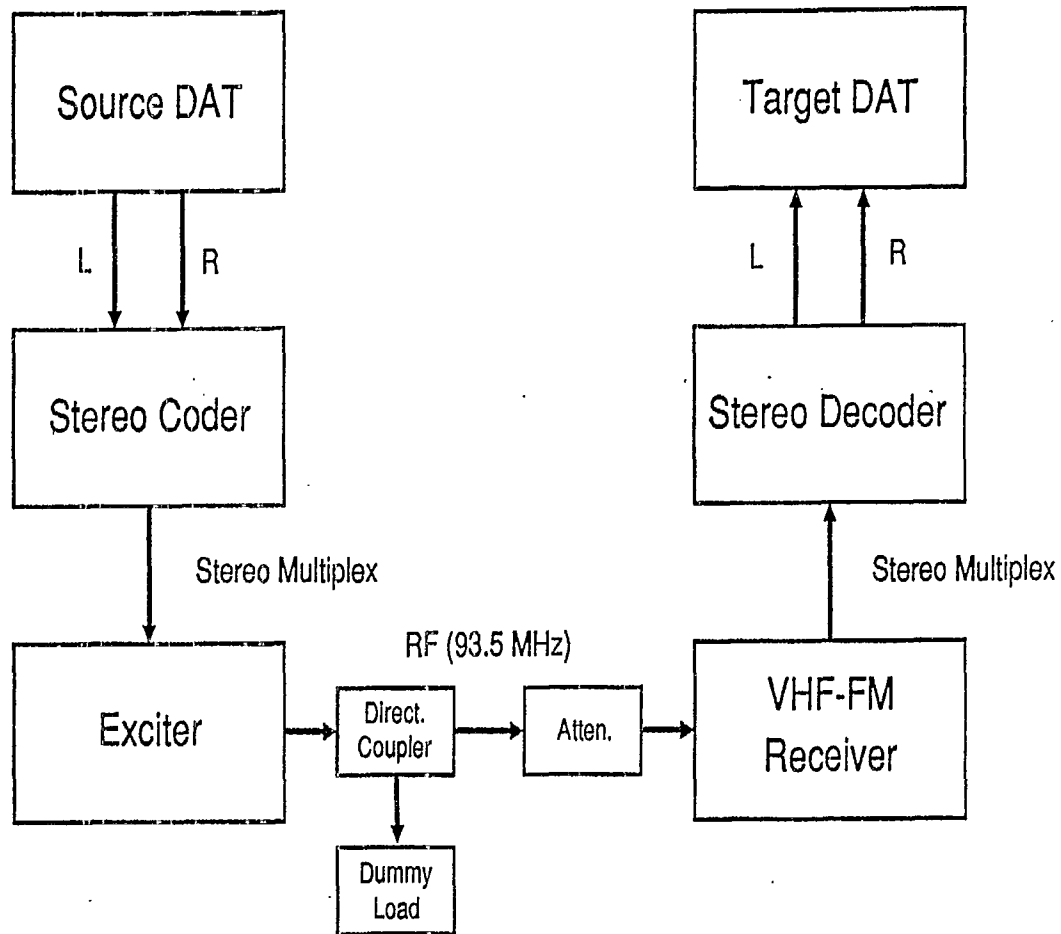 Source DAT
Target DAT
L
R
L
R
Stereo Coder
Stereo Decoder
Stereo Multiplex
Stereo Multiplex
RF (93.5 MHz)
Exciter
Direct.
Coupler
Atten.
VHF-FM
Receiver
Dummy
Load